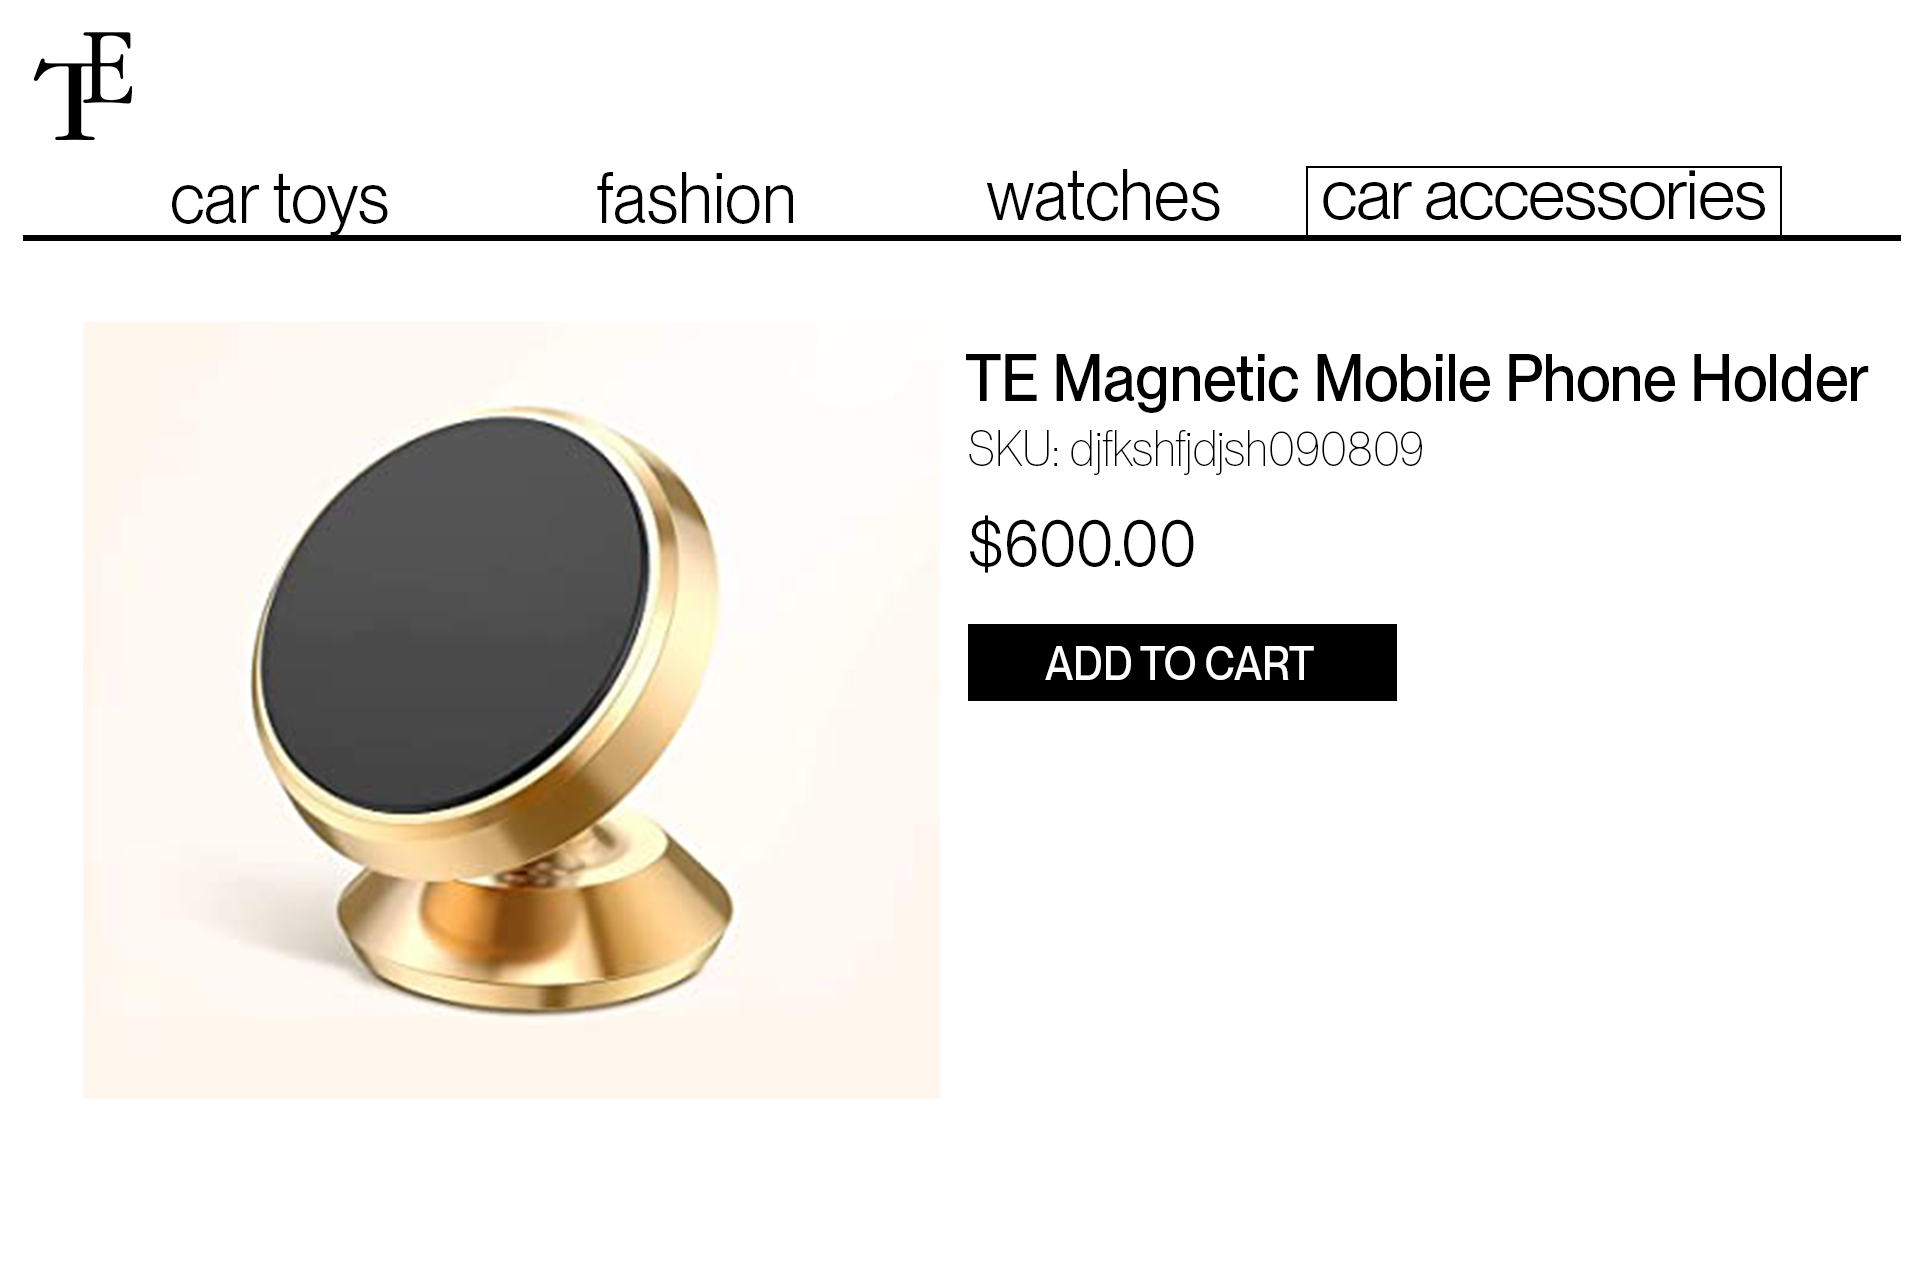 TE
car toys
fashion
watches
car accessories
TE Magnetic Mobile Phone Holder
SKU: djfkshfjdjsh090809
$600.00
ADD TO CART